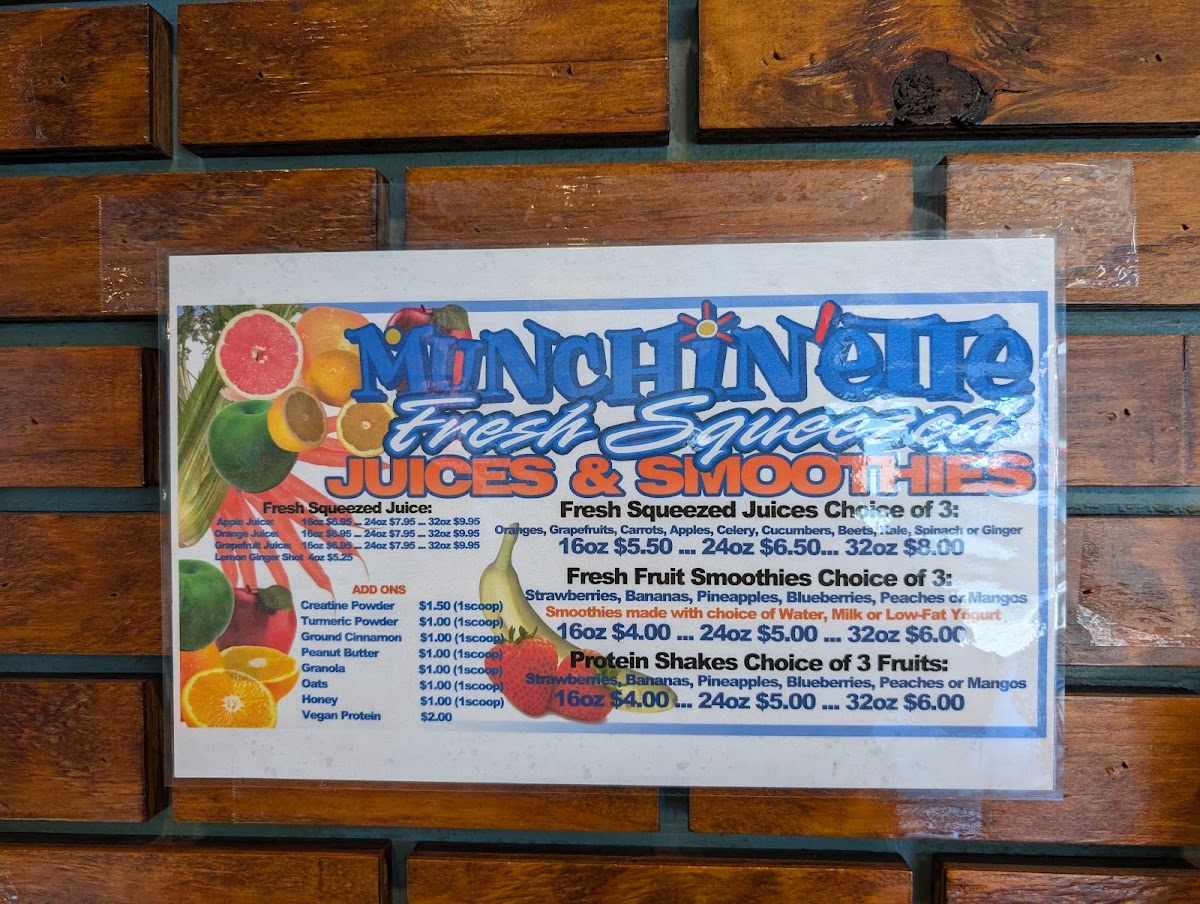 MUNCHiN'eTTe
Fresh Squeezed
JUICES & SMOOTHIES
Fresh Squeezed Juice:
Apple Juice: 16oz $6.95 ... 24oz $7.95 ... 32oz $9.95
Orange Juice: 16oz $6.95 ... 24oz $7.95 ... 32oz $9.95
Grapefruit Juice: 16oz $6.95 ... 24oz $7.95 ... 32oz $9.95
Lemon Ginger Shot 4oz $5.25
ADD ONS
Creatine Powder $1.50 (1scoop)
Turmeric Powder $1.00 (1scoop)
Ground Cinnamon $1.00 (1scoop)
Peanut Butter $1.00 (1scoop)
Granola $1.00 (1scoop)
Oats $1.00 (1scoop)
Honey $1.00 (1scoop)
Vegan Protein $2.00
Fresh Squeezed Juices Choice of 3:
Oranges, Grapefruits, Carrots, Apples, Celery, Cucumbers, Beets, Kale, Spinach or Ginger
16oz $5.50 ... 24oz $6.50... 32oz $8.00
Fresh Fruit Smoothies Choice of 3:
Strawberries, Bananas, Pineapples, Blueberries, Peaches or Mangos
Smoothies made with choice of Water, Milk or Low-Fat Yogurt
16oz $4.00 ... 24oz $5.00 ... 32oz $6.00
Protein Shakes Choice of 3 Fruits:
Strawberries, Bananas, Pineapples, Blueberries, Peaches or Mangos
16oz $4.00 ... 24oz $5.00 ... 32oz $6.00